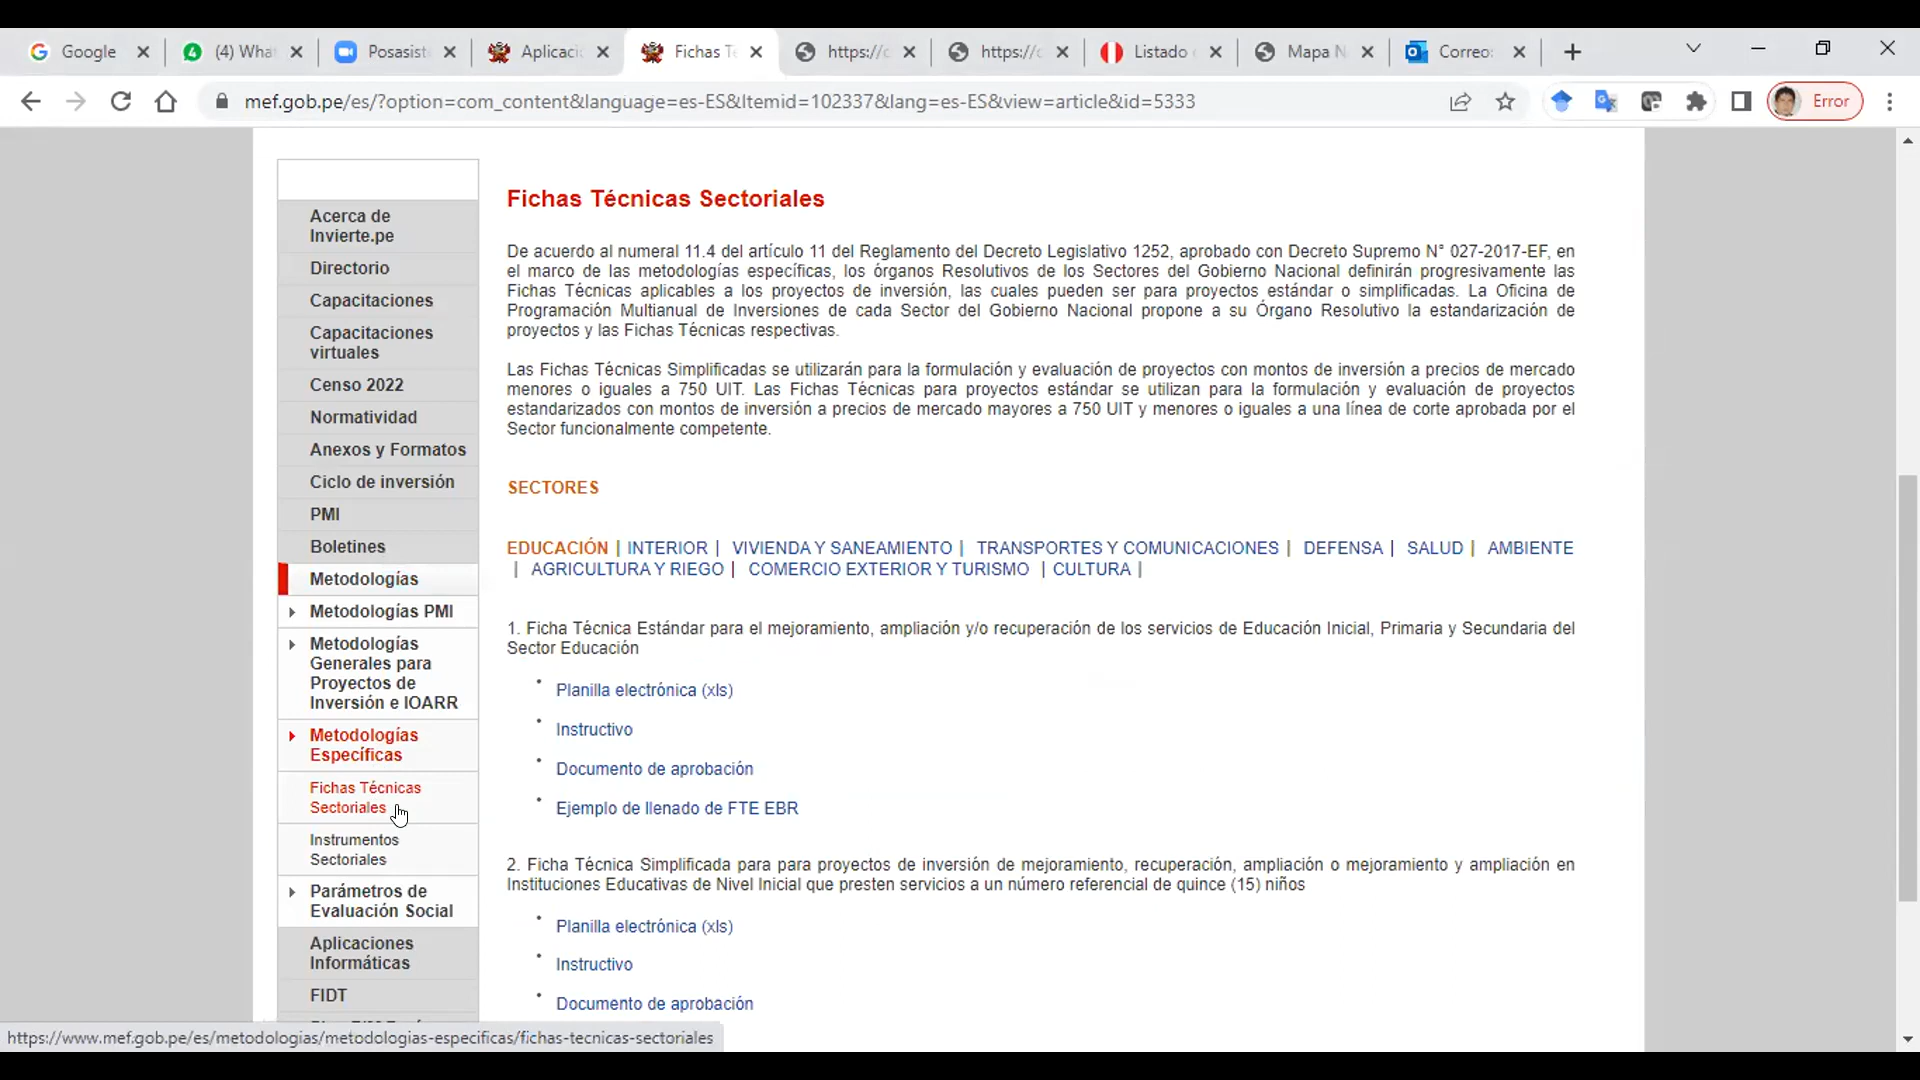 Google
(4) Wha
Posasist
Aplicaci
Fichas Te
https://c
https://c
Listado
Mapa N
Correo:
mef.gob.pe/es/?option=com_content&language=es-ES&Itemid=102337&lang=es-ES&view=article&id=5333
Error
Acerca de
Invierte.pe
Directorio
Capacitaciones
Capacitaciones
virtuales
Censo 2022
Normatividad
Anexos y Formatos
Ciclo de inversión
PMI
Boletines
Metodologías
Metodologías PMI
Metodologías
Generales para
Proyectos de
Inversión e IOARR
Metodologías
Específicas
Fichas Técnicas
Sectoriales
Instrumentos
Sectoriales
Parámetros de
Evaluación Social
Aplicaciones
Informáticas
FIDT
Fichas Técnicas Sectoriales
De acuerdo al numeral 11.4 del artículo 11 del Reglamento del Decreto Legislativo 1252, aprobado con Decreto Supremo N° 027-2017-EF, en
el marco de las metodologías específicas, los órganos Resolutivos de los Sectores del Gobierno Nacional definirán progresivamente las
Fichas Técnicas aplicables a los proyectos de inversión, las cuales pueden ser para proyectos estándar o simplificadas. La Oficina de
Programación Multianual de Inversiones de cada Sector del Gobierno Nacional propone a su Órgano Resolutivo la estandarización de
proyectos y las Fichas Técnicas respectivas.
Las Fichas Técnicas Simplificadas se utilizarán para la formulación y evaluación de proyectos con montos de inversión a precios de mercado
menores o iguales a 750 UIT. Las Fichas Técnicas para proyectos estándar se utilizan para la formulación y evaluación de proyectos
estandarizados con montos de inversión a precios de mercado mayores a 750 UIT y menores o iguales a una línea de corte aprobada por el
Sector funcionalmente competente.
SECTORES
EDUCACIÓN | INTERIOR | VIVIENDA Y SANEAMIENTO | TRANSPORTES Y COMUNICACIONES | DEFENSA | SALUD | AMBIENTE
| AGRICULTURA Y RIEGO | COMERCIO EXTERIOR Y TURISMO | CULTURA |
1. Ficha Técnica Estándar para el mejoramiento, ampliación y/o recuperación de los servicios de Educación Inicial, Primaria y Secundaria del
Sector Educación
Planilla electrónica (xls)
Instructivo
Documento de aprobación
Ejemplo de llenado de FTE EBR
2. Ficha Técnica Simplificada para para proyectos de inversión de mejoramiento, recuperación, ampliación o mejoramiento y ampliación en
Instituciones Educativas de Nivel Inicial que presten servicios a un número referencial de quince (15) niños
Planilla electrónica (xls)
Instructivo
Documento de aprobación
https://www.mef.gob.pe/es/metodologias/metodologias-especificas/fichas-tecnicas-sectoriales